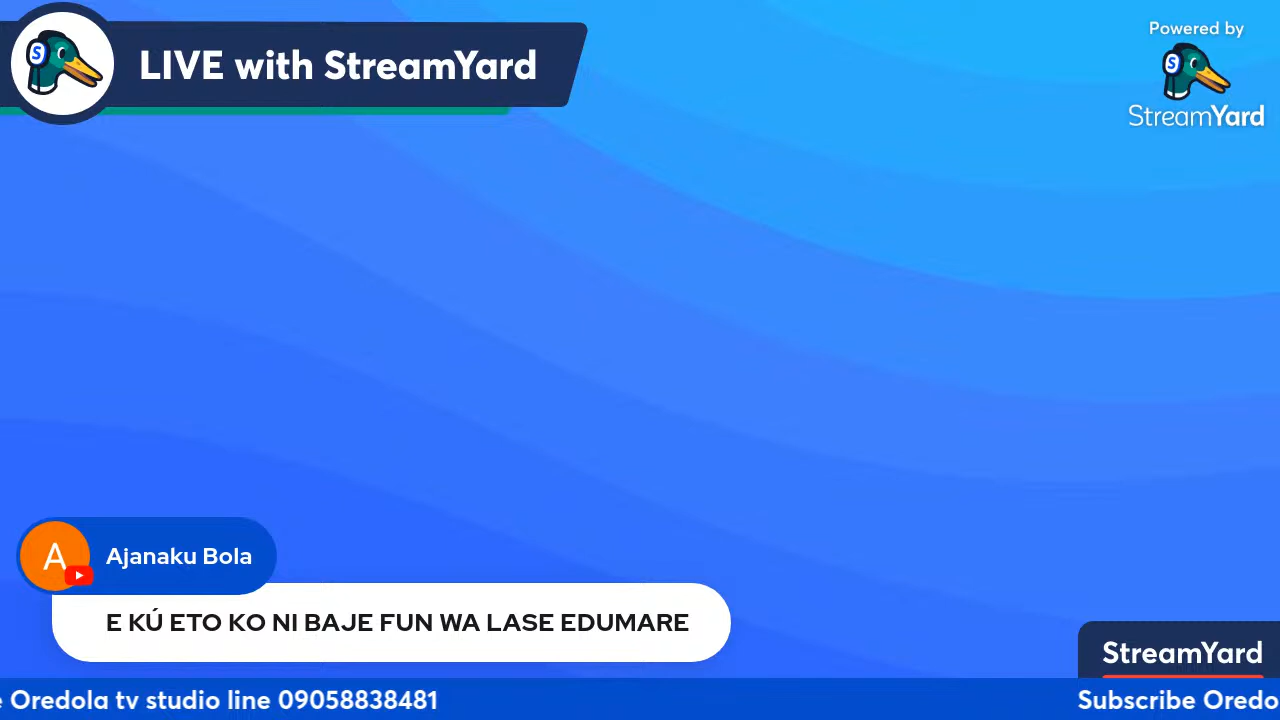 LIVE with StreamYard
Powered by
StreamYard
Ajanaku Bola
E KÚ ETO KO NI BAJE FUN WA LASE EDUMARE
StreamYard
Oredola tv studio line 09058838481
Subscribe